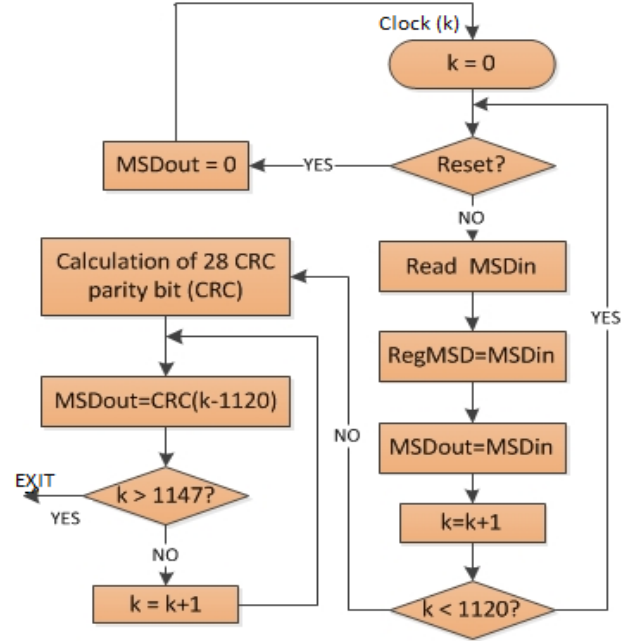 Clock (k)
k = 0
Reset?
YES
MSDout = 0
NO
Read MSDin
RegMSD=MSDin
MSDout=MSDin
k=k+1
k < 1120?
YES
NO
Calculation of 28 CRC
parity bit (CRC)
MSDout=CRC(k-1120)
k > 1147?
EXIT
YES
NO
k = k+1